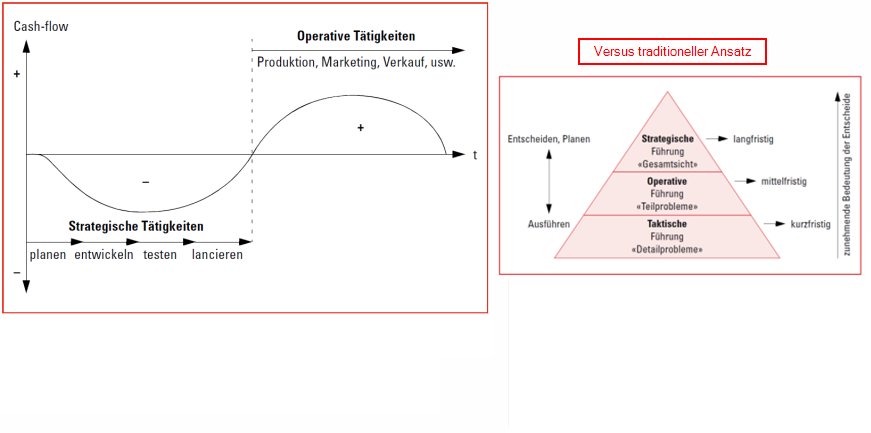 Cash-flow
+
Operative Tätigkeiten
Produktion, Marketing, Verkauf, usw.
+
t
–
Strategische Tätigkeiten
planen entwickeln testen lancieren
–
Versus traditioneller Ansatz
Entscheiden, Planen
Ausführen
Strategische
Führung
«Gesamtsicht»
langfristig
Operative
Führung
«Teilprobleme»
mittelfristig
Taktische
Führung
«Detailprobleme»
kurzfristig
zunehmende Bedeutung der Entscheide